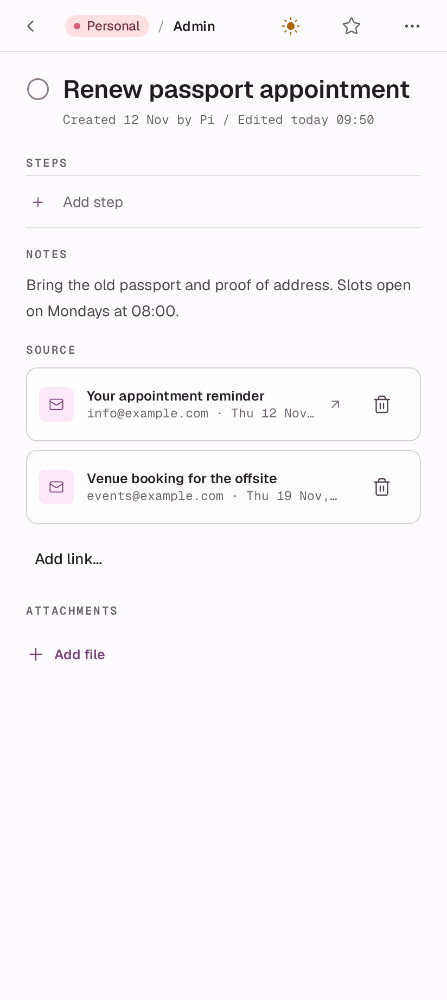 Personal / Admin
Renew passport appointment
Created 12 Nov by Pi / Edited today 09:50
STEPS
Add step
NOTES
Bring the old passport and proof of address. Slots open
on Mondays at 08:00.
SOURCE
Your appointment reminder
info@example.com · Thu 12 Nov…
Venue booking for the offsite
events@example.com · Thu 19 Nov,…
Add link…
ATTACHMENTS
Add file